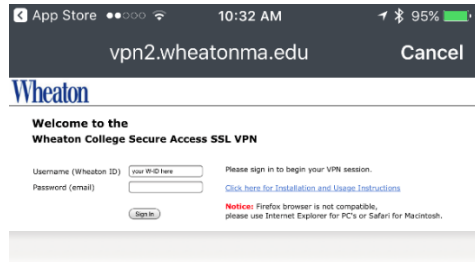 App Store 10:32 AM 95%
vpn2.wheatonma.edu Cancel
Wheaton
Welcome to the
Wheaton College Secure Access SSL VPN
Username (Wheaton ID) your W-ID here Please sign in to begin your VPN session.
Password (email) Click here for Installation and Usage Instructions
Sign In Notice: Firefox browser is not compatible,
please use Internet Explorer for PC's or Safari for Macintosh.